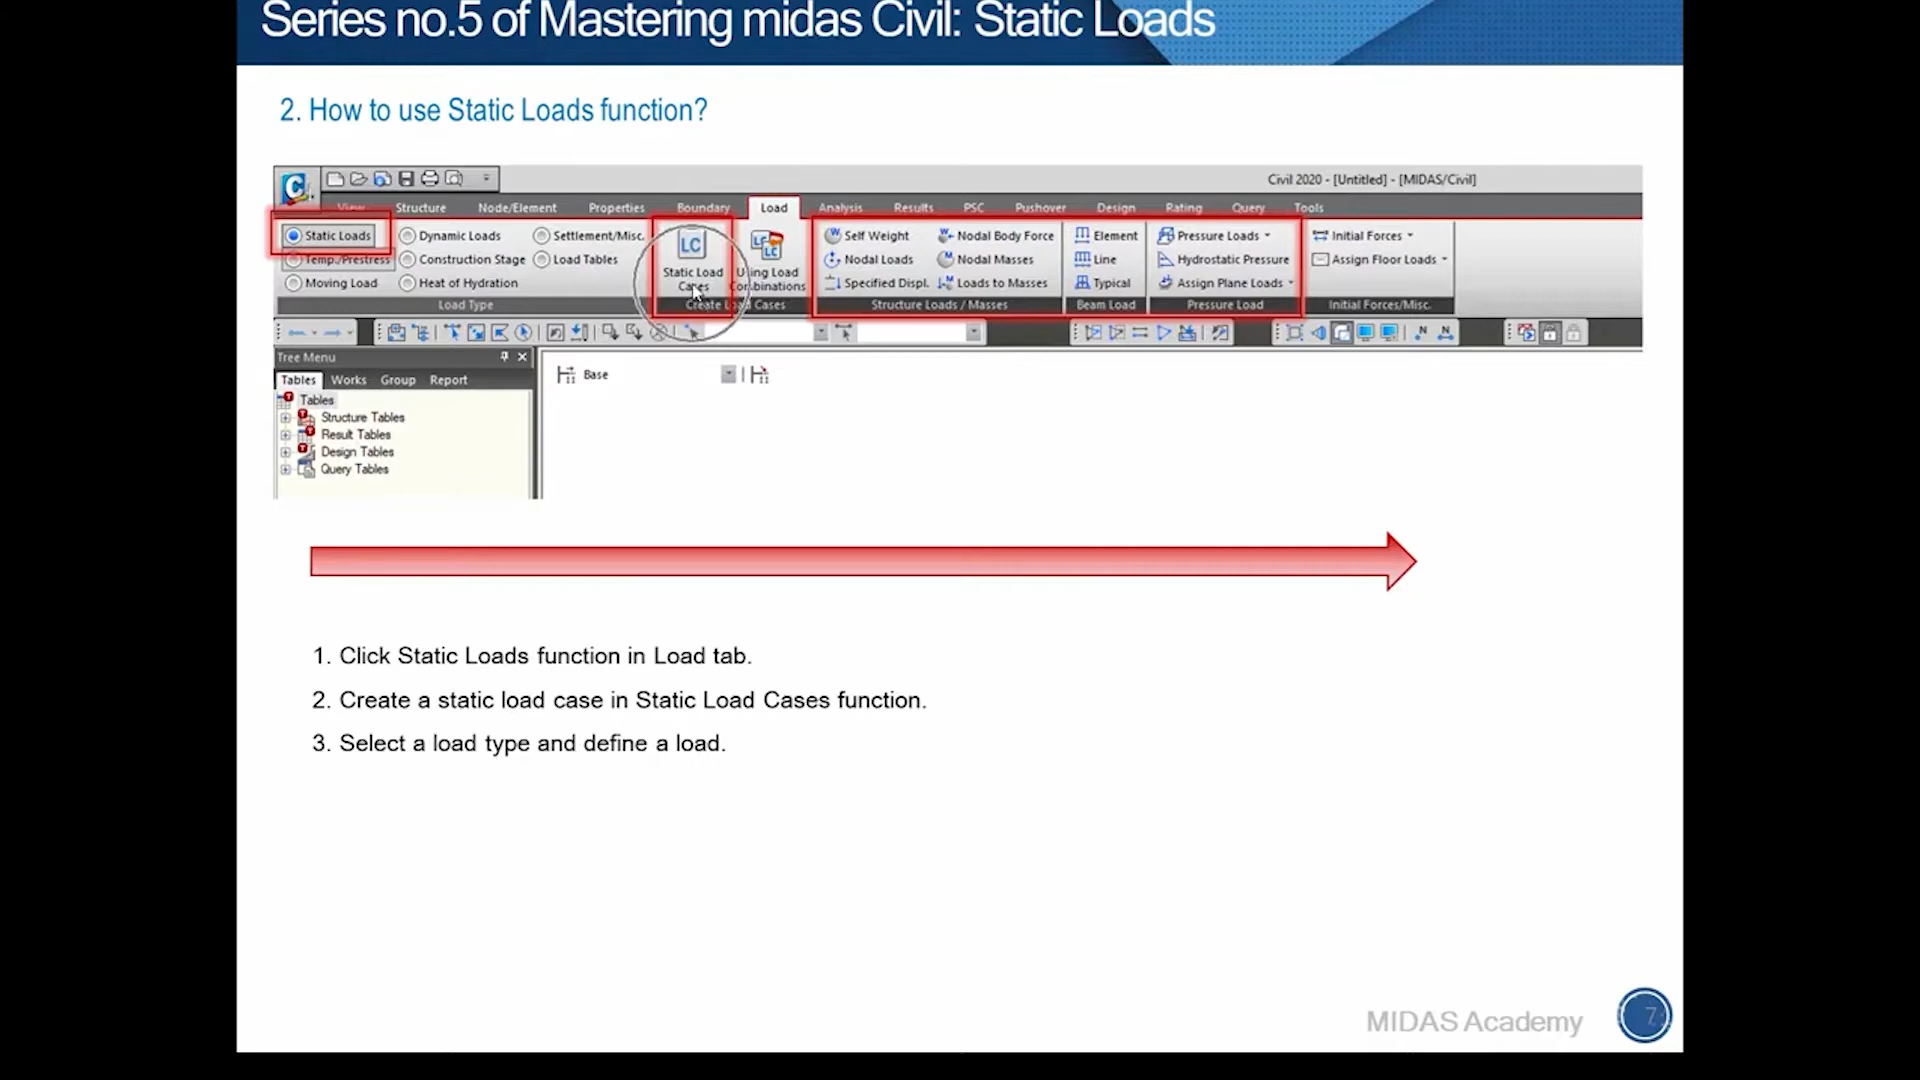 Series no.5 of Mastering midas Civil: Static Loads
2. How to use Static Loads function?
Civil 2020 - [Untitled] - [MIDAS/Civil]
View Structure Node/Element Properties Boundary Load Analysis Results PSC Pushover Design Rating Query Tools
Static Loads Dynamic Loads Settlement/Misc.
Temp./Prestress Construction Stage Load Tables
Moving Load Heat of Hydration
Load Type
LC
Static Load Cases
Load
Create Load Cases
Self Weight Nodal Body Force
Nodal Loads Nodal Masses
Specified Displ. Loads to Masses
Structure Loads / Masses
Element
Line
Typical
Beam Load
Pressure Loads
Hydrostatic Pressure
Assign Plane Loads
Pressure Load
Initial Forces
Assign Floor Loads
Initial Forces/Misc.
Tree Menu
Tables Works Group Report
Tables
Structure Tables
Result Tables
Design Tables
Query Tables
Base
1. Click Static Loads function in Load tab.
2. Create a static load case in Static Load Cases function.
3. Select a load type and define a load.
MIDAS Academy
7